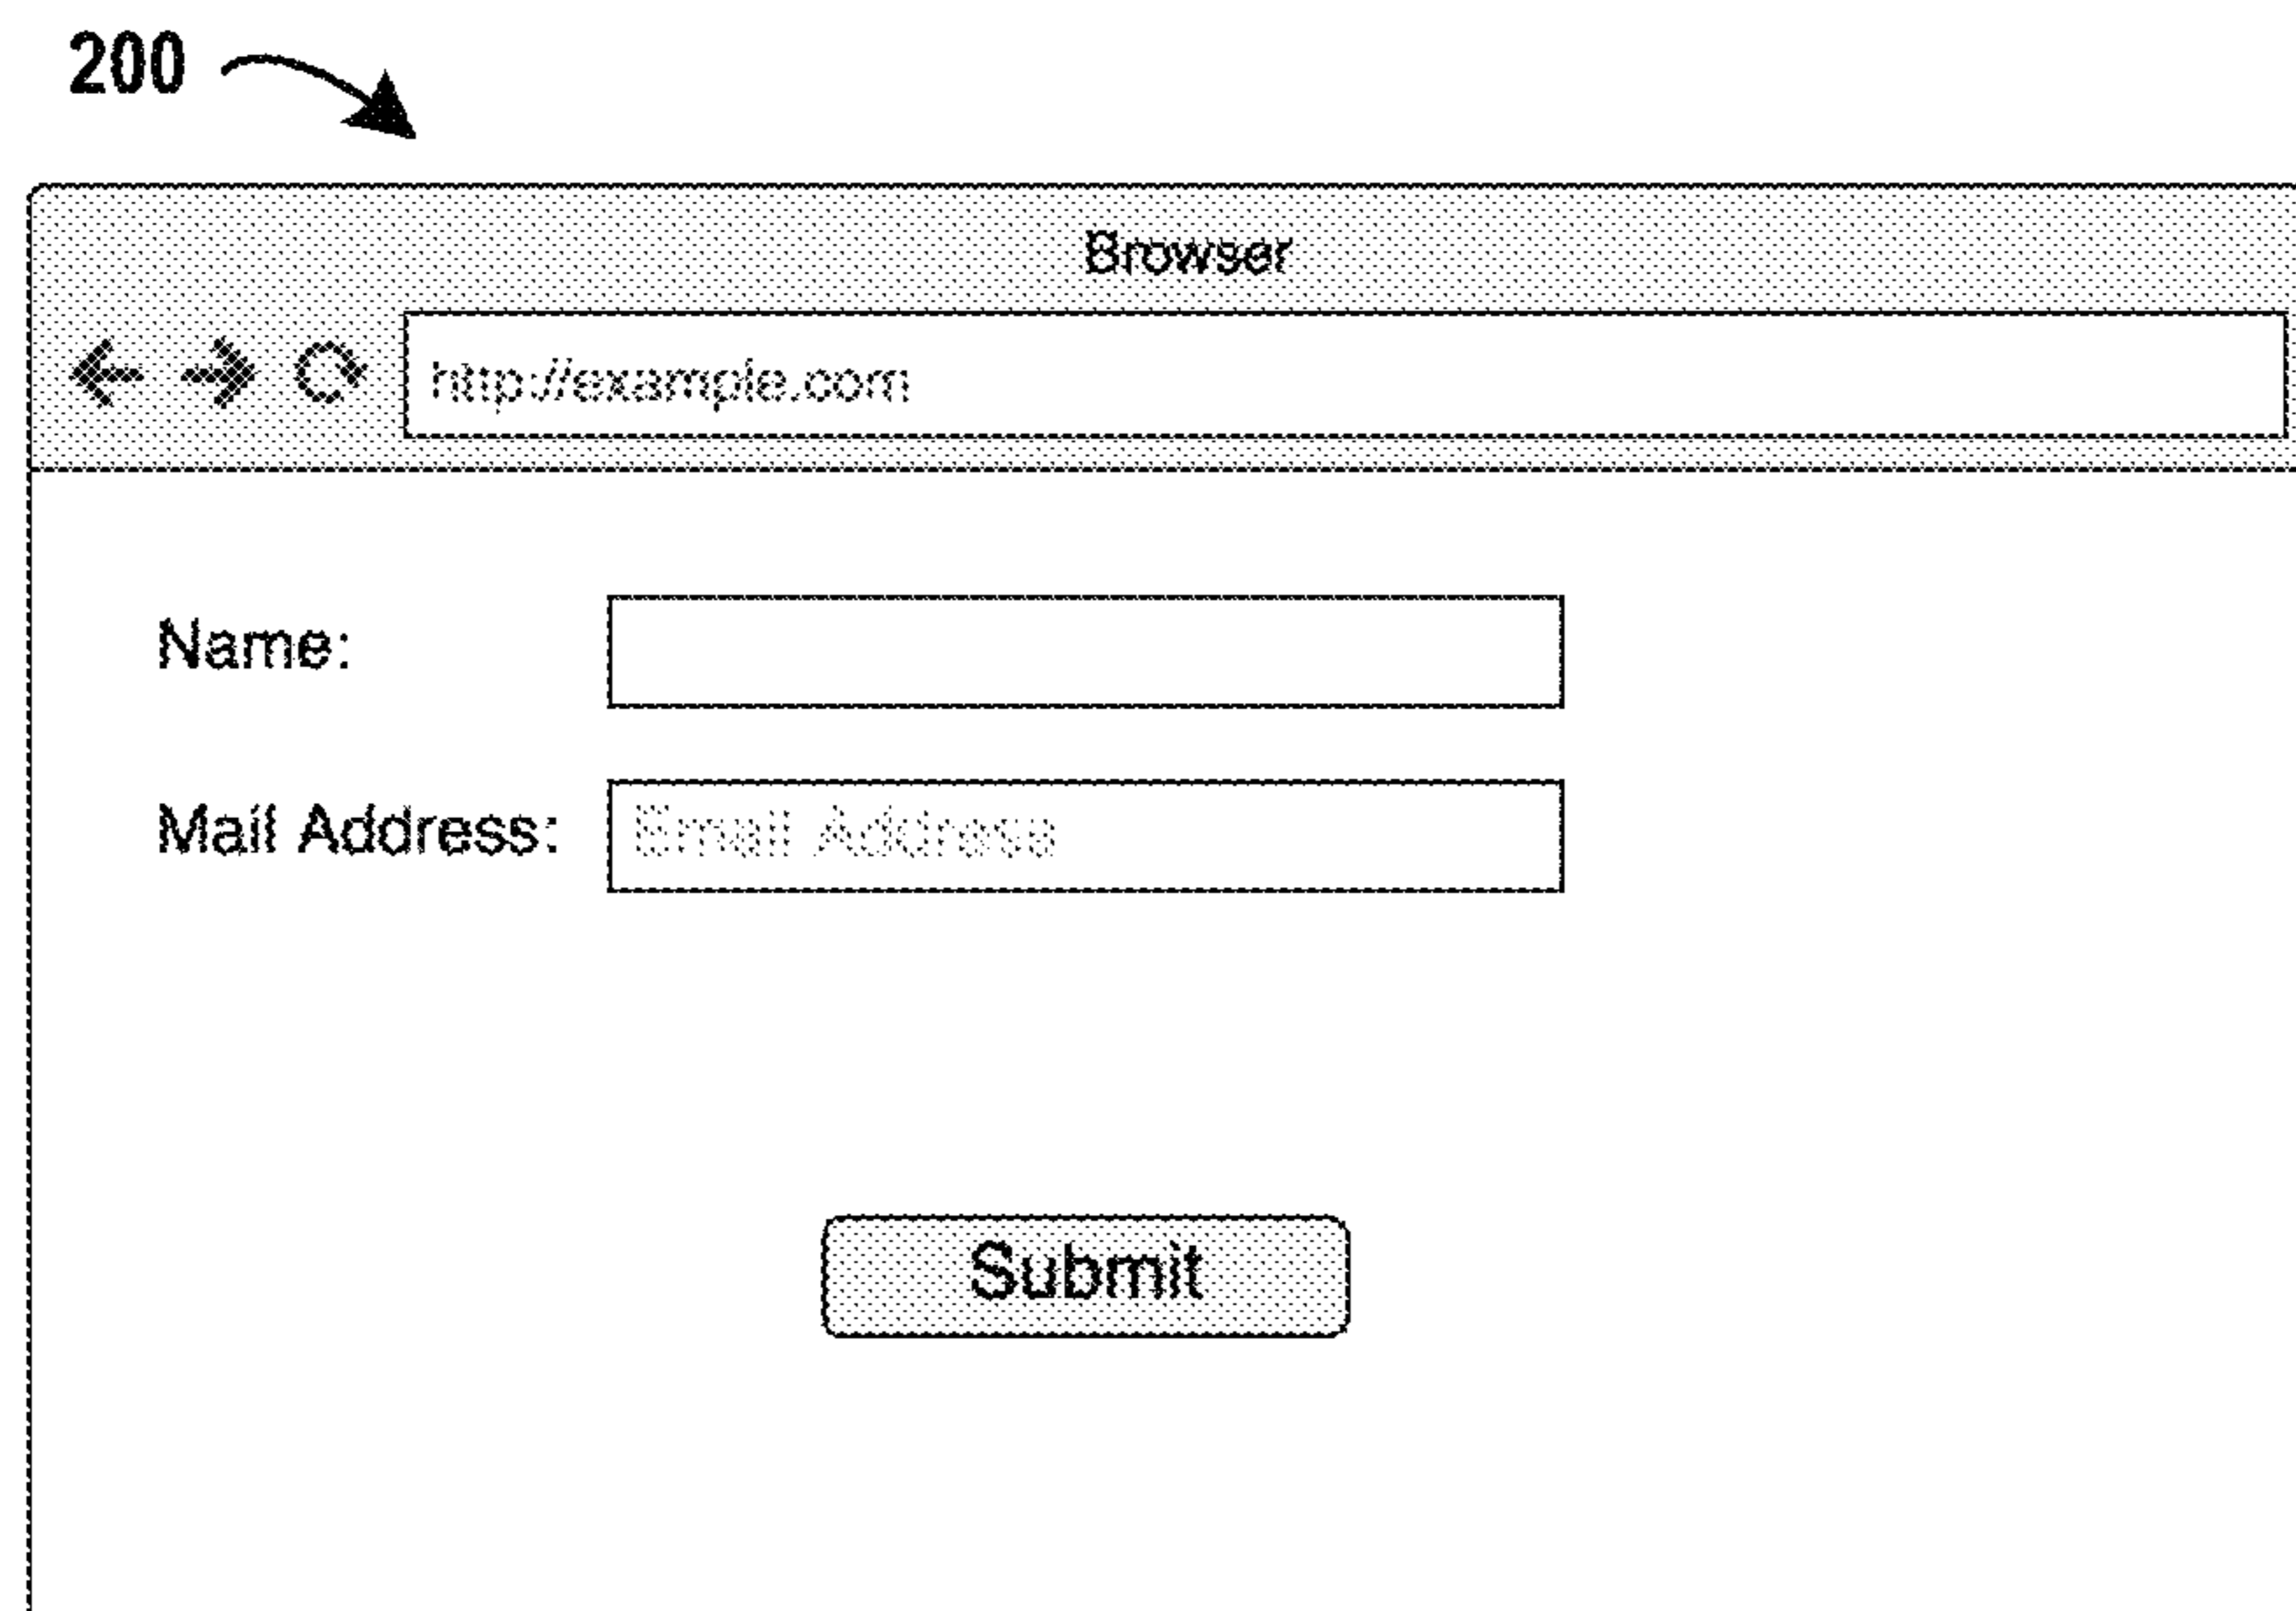 200
Browser
http://example.com
Name:
Mail Address: Email Address
Submit